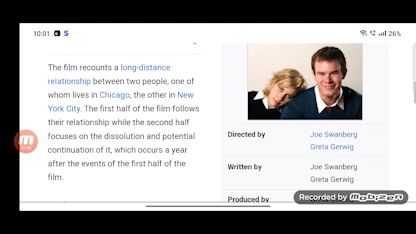 10:01 S 26%
The film recounts a long-distance
relationship between two people, one of
whom lives in Chicago, the other in New
York City. The first half of the film follows
their relationship while the second half
focuses on the dissolution and potential
continuation of it, which occurs a year
after the events of the first half of the
film.
Directed by Joe Swanberg
Greta Gerwig
Written by Joe Swanberg
Greta Gerwig
Produced by
Recorded by mobizen